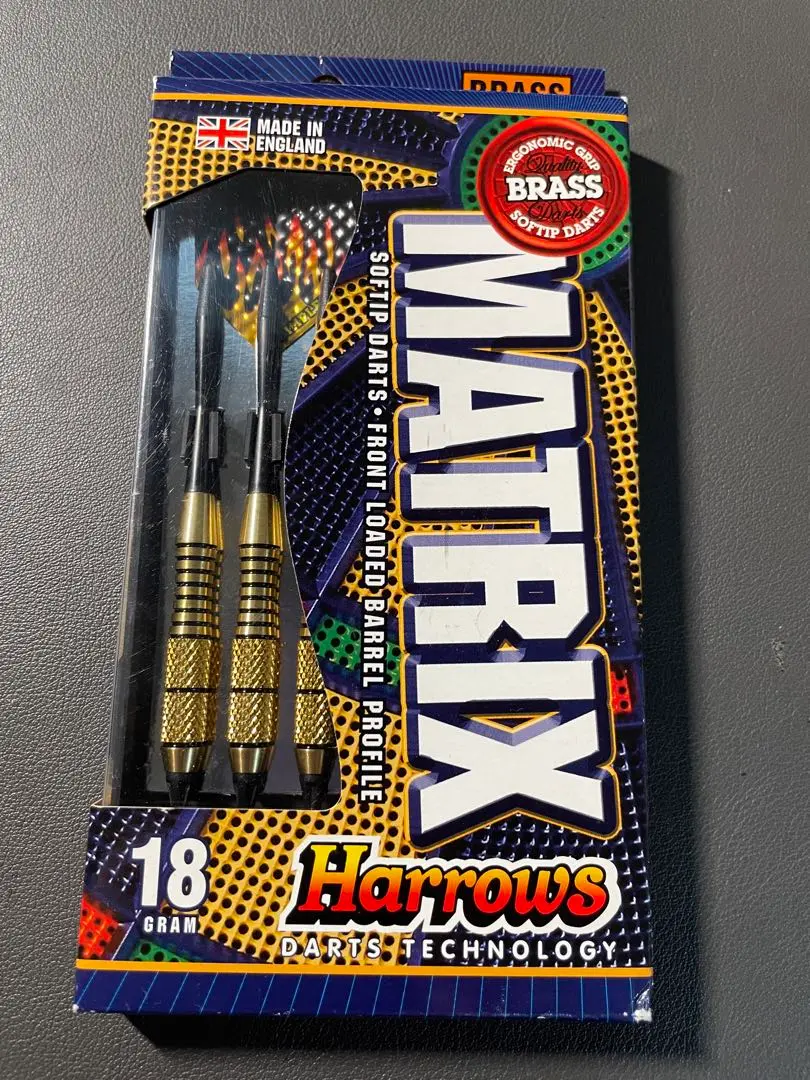 BRASS
MADE IN
ENGLAND
ERGONOMIC GRIP
Quality
BRASS
Darts
SOFTIP DARTS
MATRIX
SOFTIP DARTS • FRONT LOADED BARREL PROFILE
18
GRAM
Harrows
DARTS TECHNOLOGY